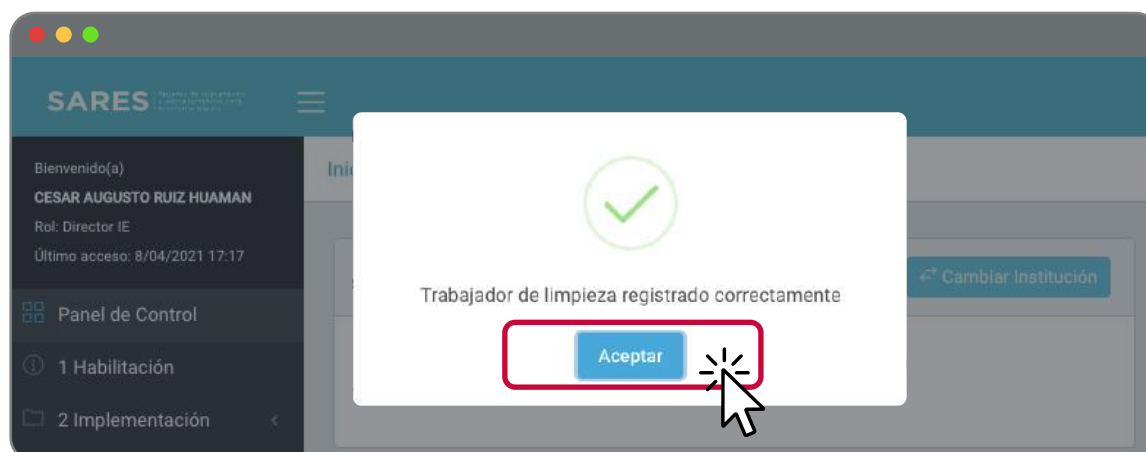 SARES
Bienvenido(a)
CESAR AUGUSTO RUIZ HUAMAN
Rol: Director IE
Último acceso: 8/04/2021 17:17
Panel de Control
1 Habilitación
2 Implementación
Cambiar Institución
Trabajador de limpieza registrado correctamente
Aceptar